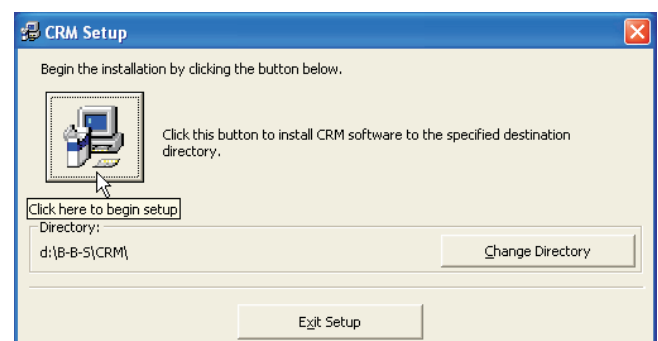 CRM Setup
Begin the installation by clicking the button below.
Click this button to install CRM software to the specified destination
directory.
Click here to begin setup
Directory:
d:\B-B-S\CRM\
Change Directory
Exit Setup